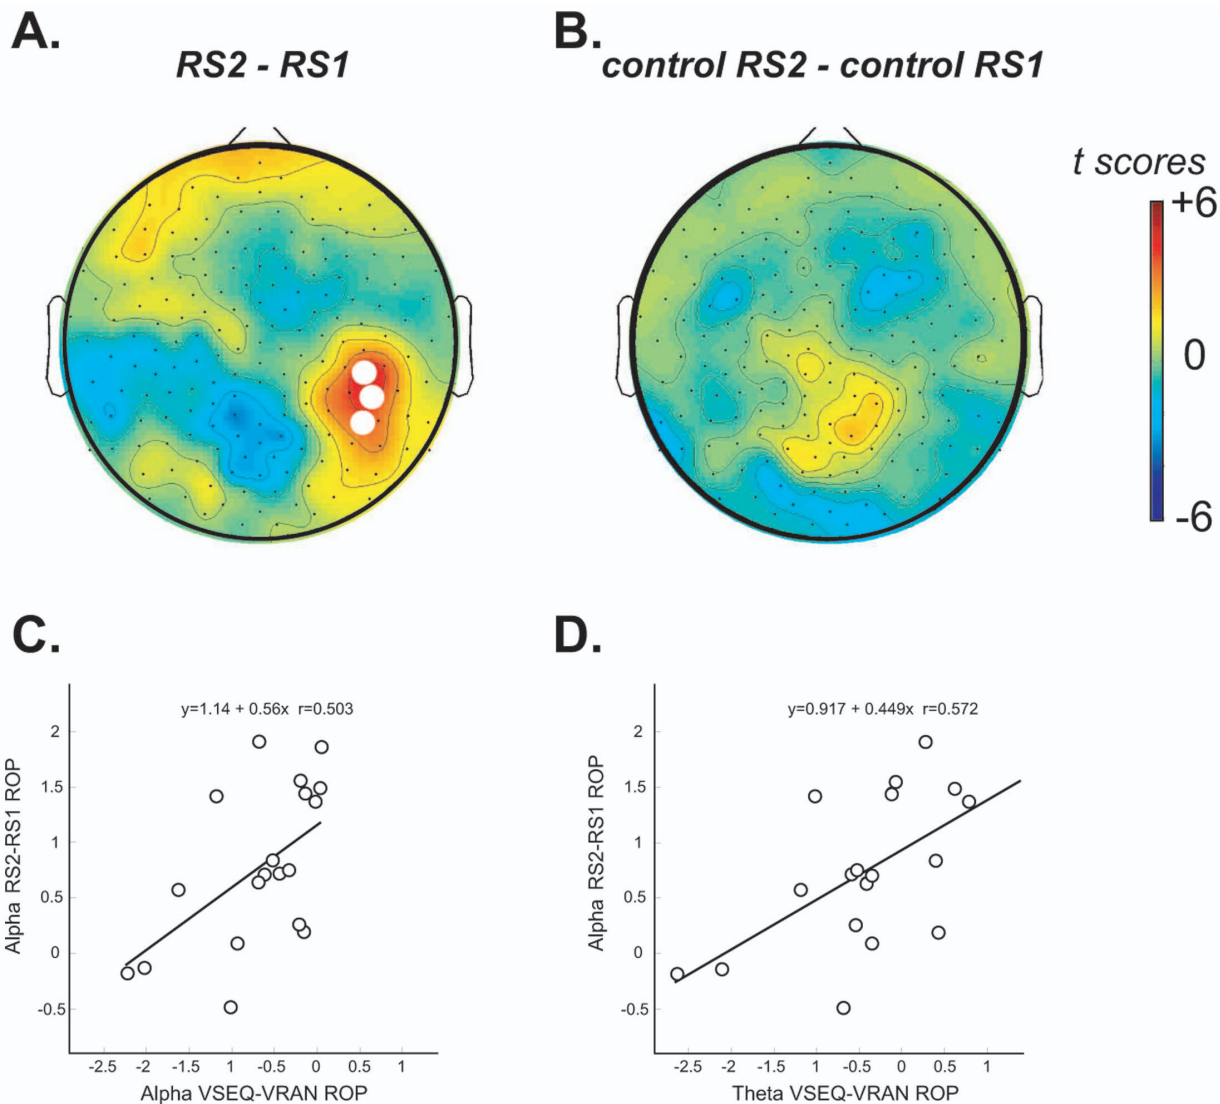 A.
RS2 - RS1
B.
control RS2 - control RS1
t scores
+6
0
-6
C.
y=1.14 + 0.56x r=0.503
Alpha RS2-RS1 ROP
2
1.5
1
0.5
0
-0.5
-2.5 -2 -1.5 1 -0.5 0 0.5 1
Alpha VSEQ-VRAN ROP
D.
y=0.917 + 0.449x r=0.572
Alpha RS2-RS1 ROP
2
1.5
1
0.5
0
-0.5
-2.5 -2 -1.5 1 -0.5 0 0.5 1
Theta VSEQ-VRAN ROP